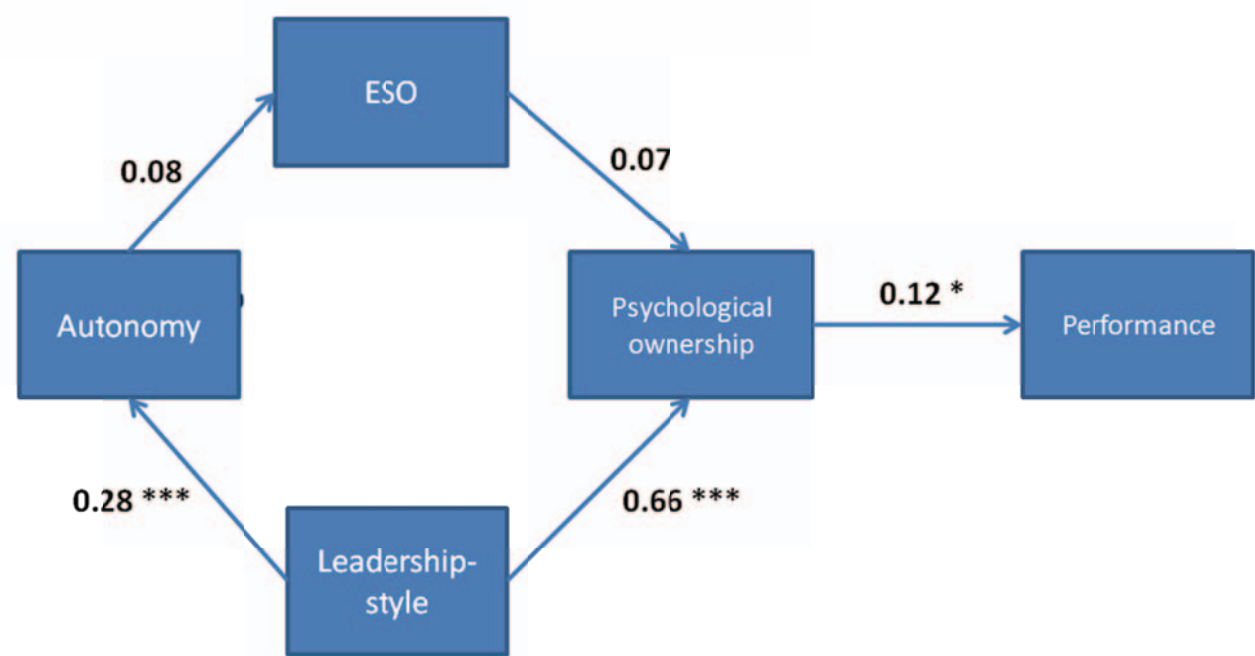 ESO
0.08
0.07
Autonomy
Psychological
ownership
0.12 *
Performance
0.28 ***
0.66 ***
Leadership-
style